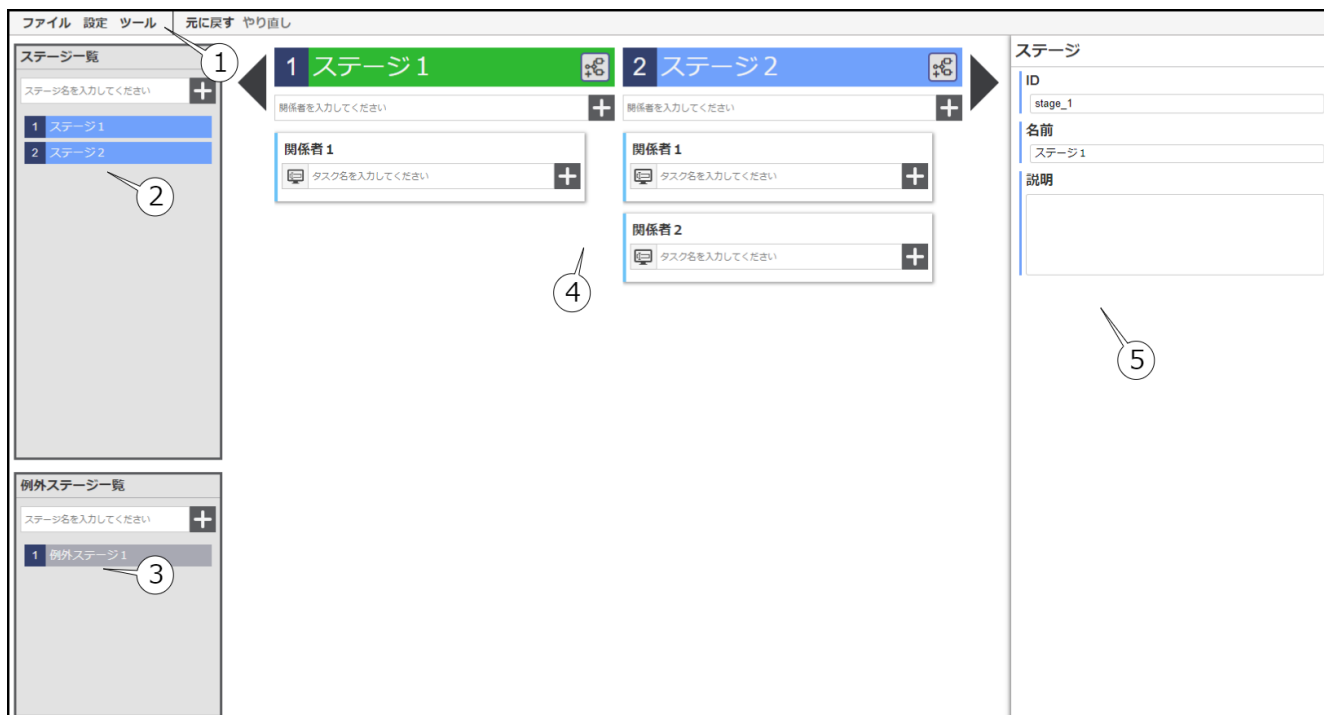 ファイル 設定 ツール 元に戻す やり直し
1
ステージ一覧
ステージ名を入力してください
1 ステージ1
2 ステージ2
2
例外ステージ一覧
ステージ名を入力してください
1 例外ステージ1
3
1 ステージ1
関係者を入力してください
関係者1
タスク名を入力してください
2 ステージ2
関係者を入力してください
関係者1
タスク名を入力してください
関係者2
タスク名を入力してください
4
ステージ
ID
stage_1
名前
ステージ1
説明
5